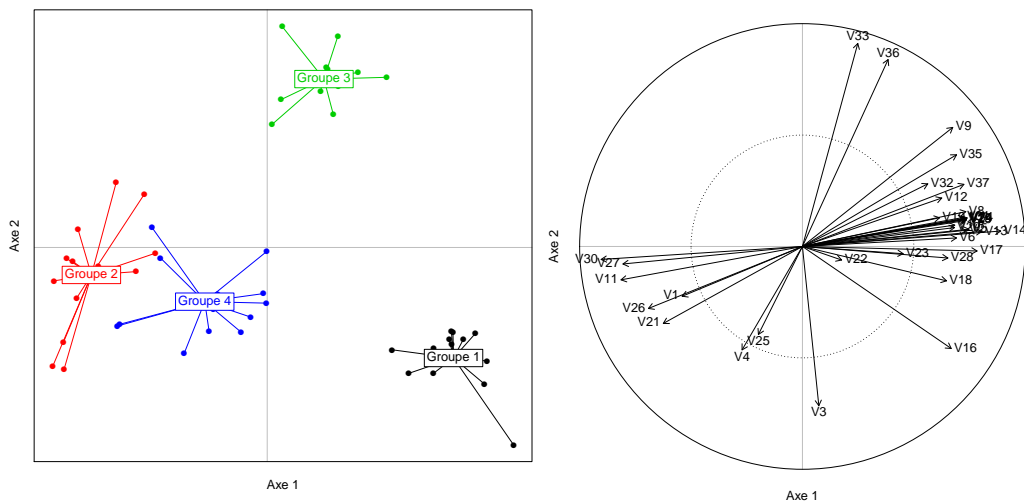 Groupe 3
Groupe 2
Groupe 4
Groupe 1
Axe 2
Axe 1
V33
V36
V9
V35
V32
V37
V12
V8
V14
V6
V13
V17
V22
V23
V28
V18
V30
V27
V11
V1
V26
V21
V25
V4
V16
V3
Axe 2
Axe 1